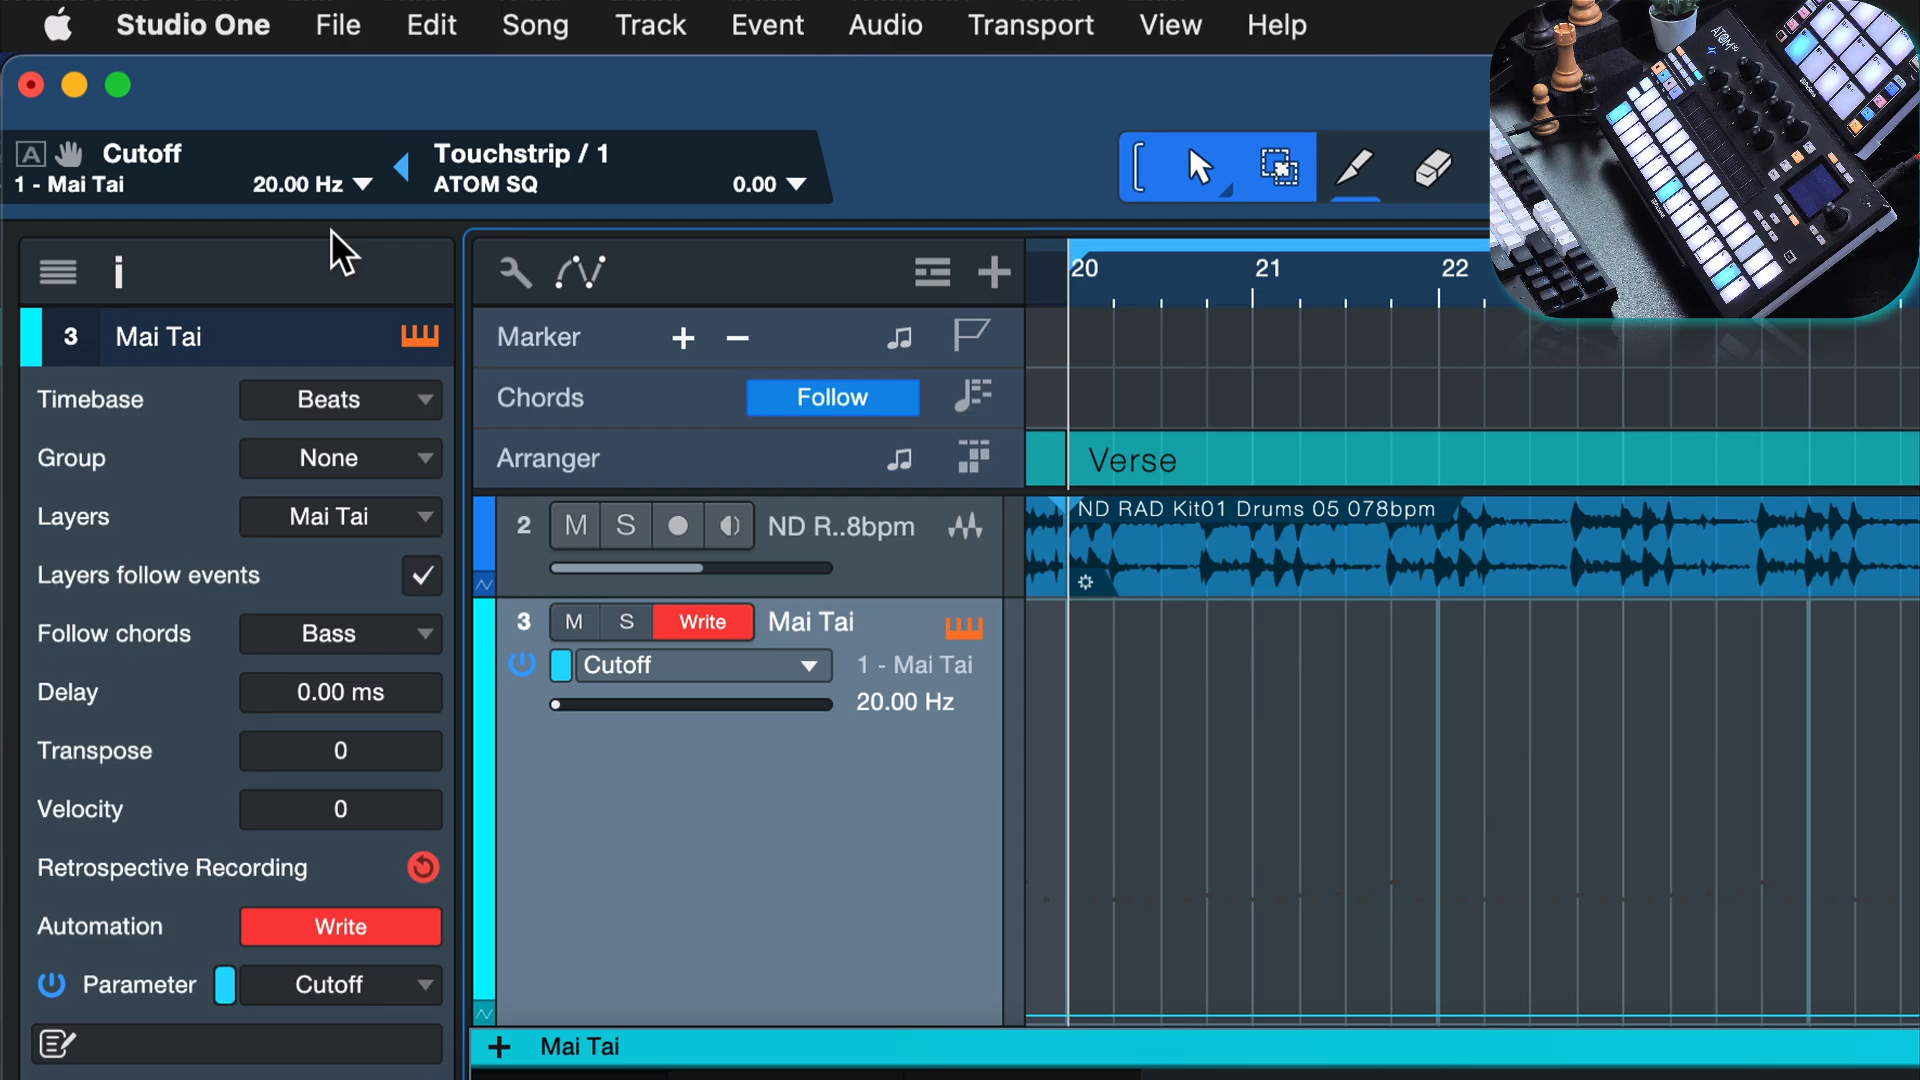 Studio One File Edit Song Track Event Audio Transport View Help
A Cutoff Touchstrip / 1
1 - Mai Tai 20.00 Hz ATOM SQ 0.00
i
20 21 22
3 Mai Tai
Marker
Timebase Beats
Chords Follow
Group None
Arranger
Verse
Layers Mai Tai
2 M S ND R..8bpm
ND RAD Kit01 Drums 05 078bpm
Layers follow events
Follow chords Bass
3 M S Write Mai Tai
Cutoff 1 - Mai Tai
20.00 Hz
Delay 0.00 ms
Transpose 0
Velocity 0
Retrospective Recording
Automation Write
Parameter Cutoff
+ Mai Tai
ATOM SQ